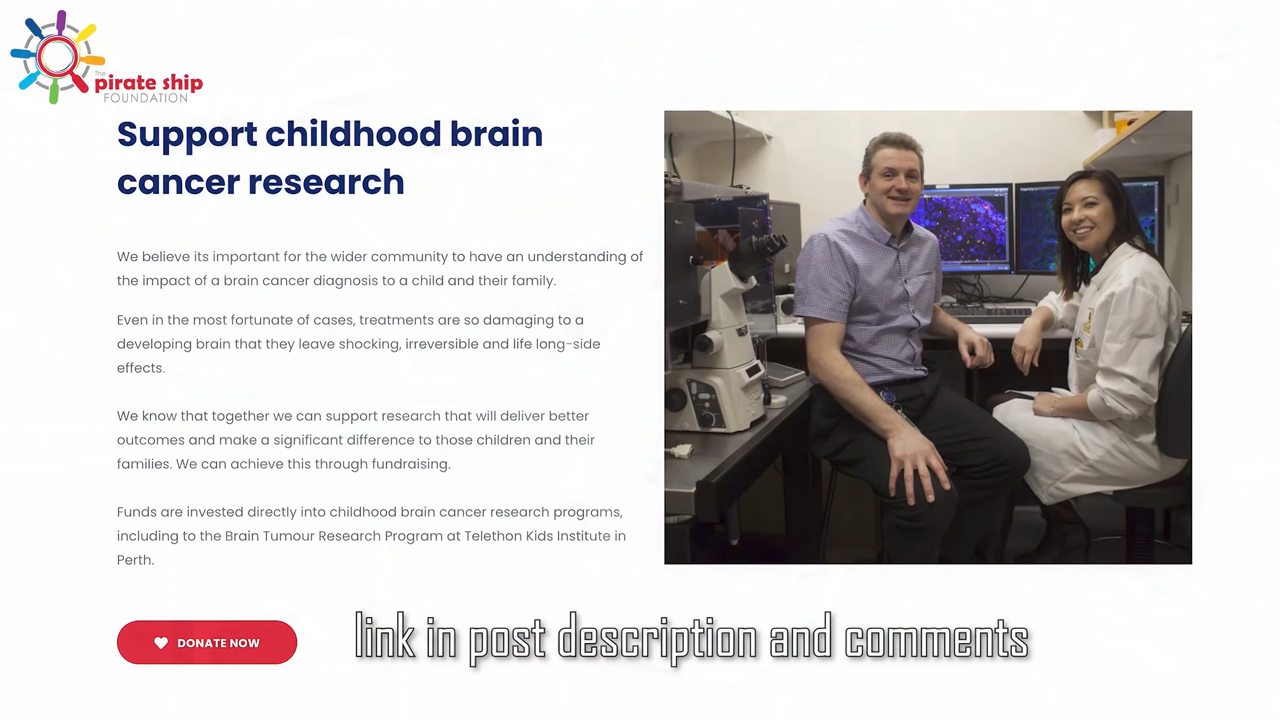 The
pirate ship
FOUNDATION
Support childhood brain
cancer research
We believe its important for the wider community to have an understanding of
the impact of a brain cancer diagnosis to a child and their family.
Even in the most fortunate of cases, treatments are so damaging to a
developing brain that they leave shocking, irreversible and life long-side
effects.
We know that together we can support research that will deliver better
outcomes and make a significant difference to those children and their
families. We can achieve this through fundraising.
Funds are invested directly into childhood brain cancer research programs,
including to the Brain Tumour Research Program at Telethon Kids Institute in
Perth.
DONATE NOW
link in post description and comments